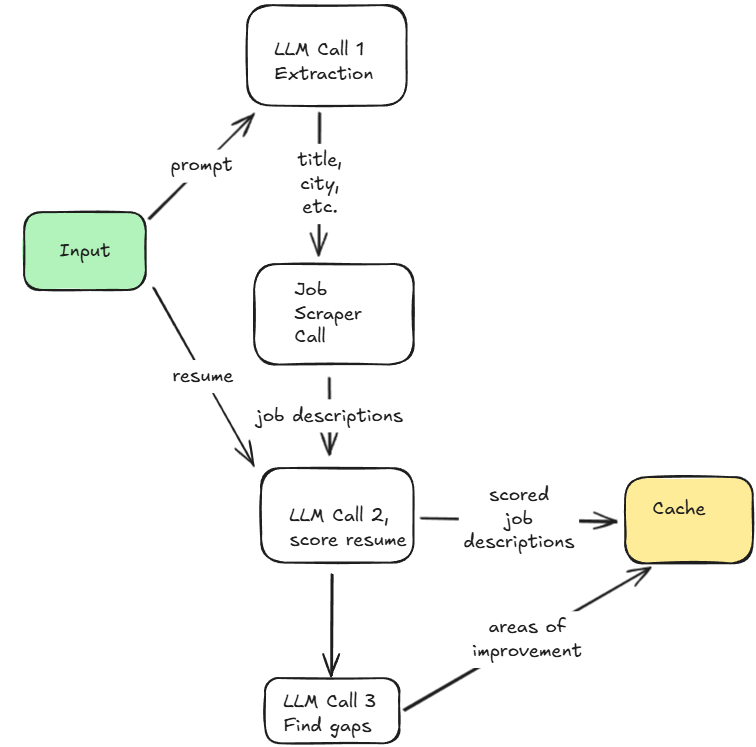 LLM Call 1
Extraction
prompt
title,
city,
etc.
Input
Job
Scraper
Call
resume
job descriptions
LLM Call 2,
score resume
scored
job
descriptions
Cache
areas of
improvement
LLM Call 3
Find gaps